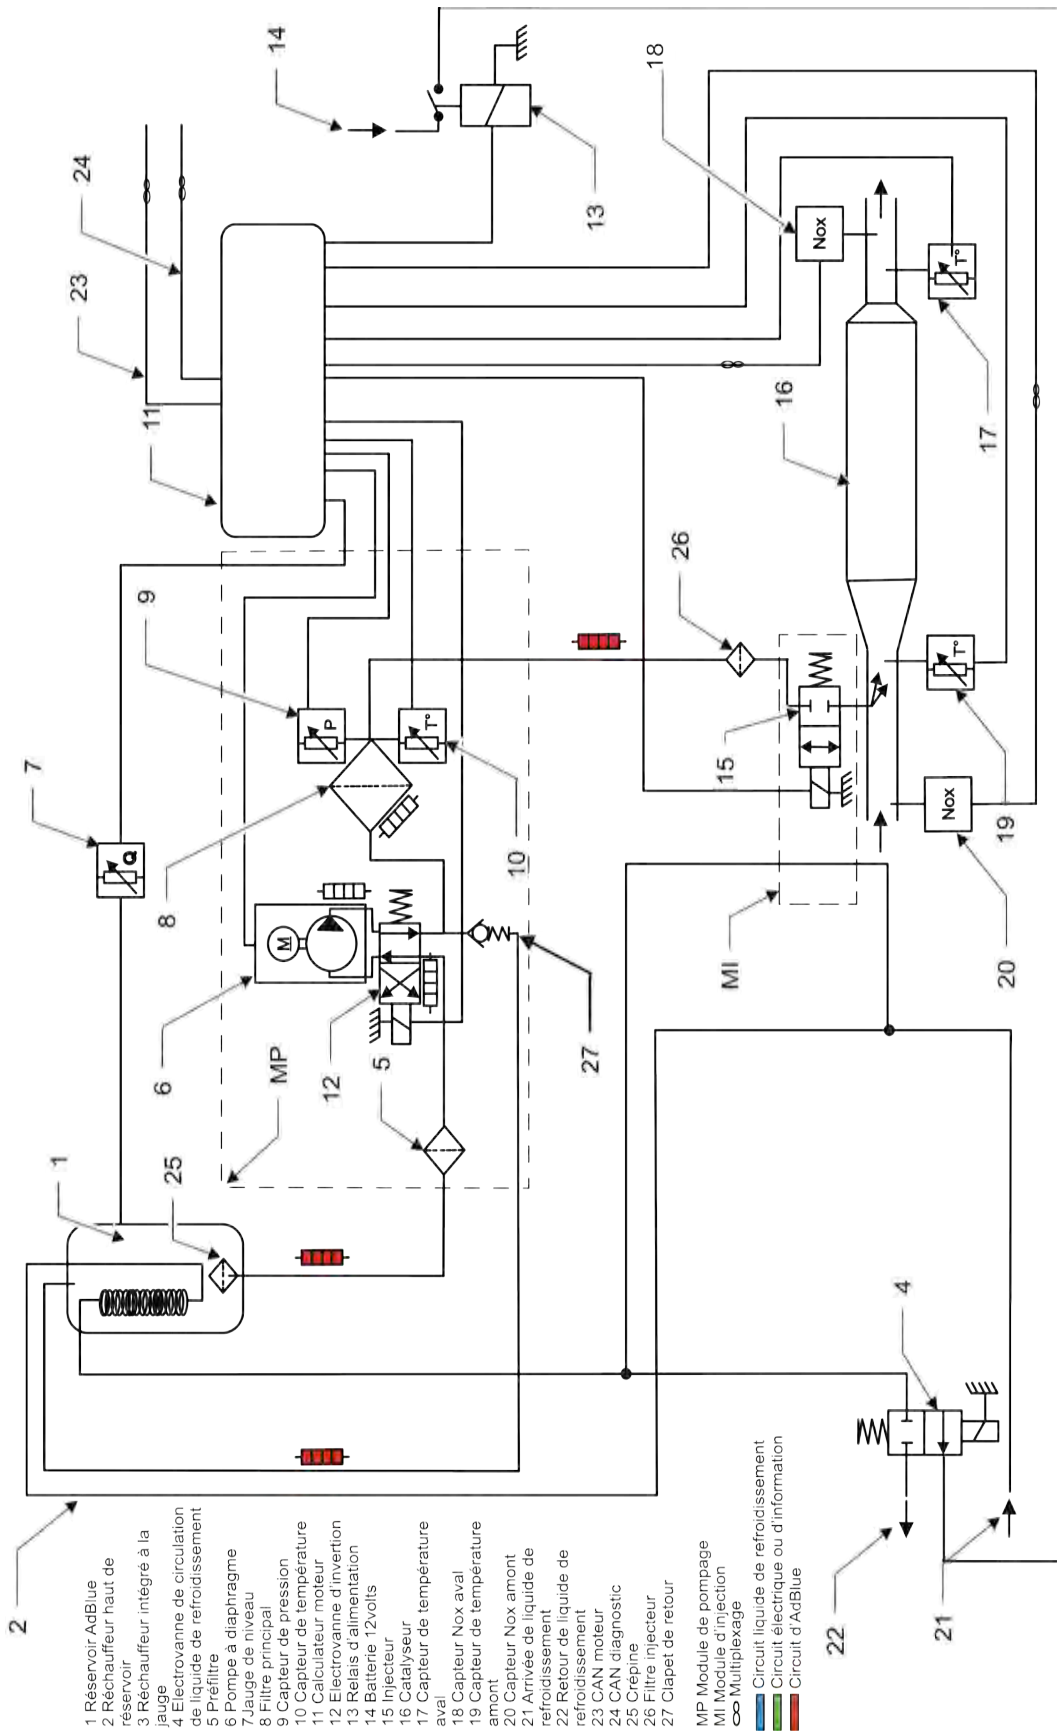 1 Réservoir AdBlue
2 Réchauffeur haut de
réservoir
3 Réchauffeur intégré à la
jauge
4 Electrovanne de circulation
de liquide de refroidissement
5 Préfiltre
6 Pompe à diaphragme
7 Jauge de niveau
8 Filtre principal
9 Capteur de pression
10 Capteur de température
11 Calculateur moteur
12 Electrovanne d'invertion
13 Relais d'alimentation
14 Batterie 12volts
15 Injecteur
16 Catalyseur
17 Capteur de température
aval
18 Capteur Nox aval
19 Capteur de température
amont
20 Capteur Nox amont
21 Arrivée de liquide de
refroidissement
22 Retour de liquide de
refroidissement
23 CAN moteur
24 CAN diagnostic
25 Crépine
26 Filtre injecteur
27 Clapet de retour
MP Module de pompage
MI Module d'injection
∞ Multiplexage
Circuit liquide de refroidissement
Circuit électrique ou d'information
Circuit d'AdBlue
2
1
25
7
Q
6
MP
12
5
8
9
P
10
T°
M
27
11
23
24
14
13
18
Nox
16
17
T°
26
15
MI
19
T°
20
Nox
4
22
21